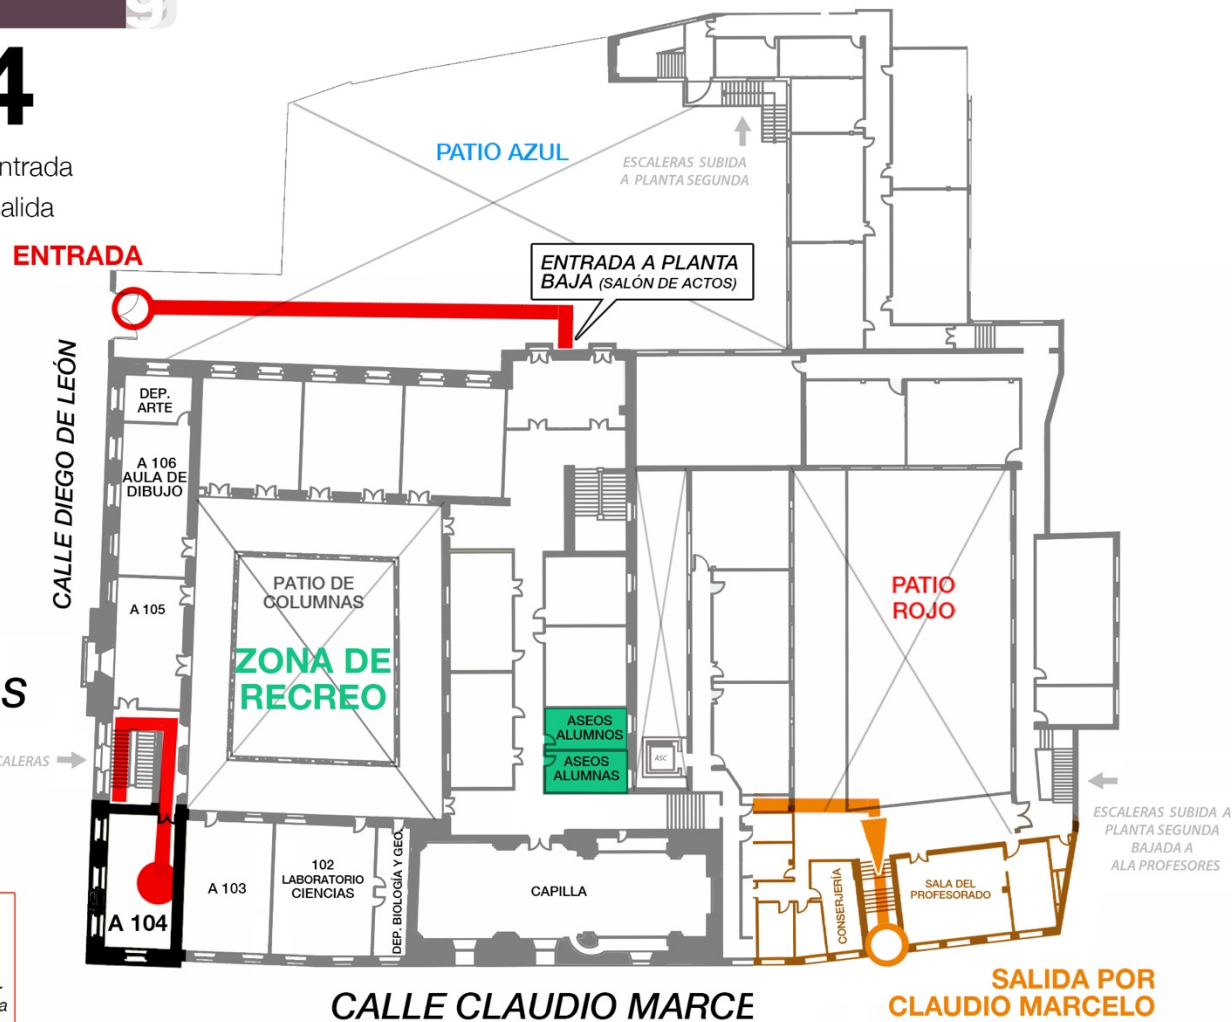 4
ntrada
alida
ENTRADA
PATIO AZUL
ESCALERAS SUBIDA
A PLANTA SEGUNDA
ENTRADA A PLANTA
BAJA (SALÓN DE ACTOS)
CALLE DIEGO DE LEÓN
DEP.
ARTE
A 106
AULA DE
DIBUJO
A 105
PATIO DE
COLUMNAS
ZONA DE
RECREO
PATIO
ROJO
S
CALERAS
ASEOS
ALUMNOS
ASEOS
ALUMNAS
ASC
ESCALERAS SUBIDA A
PLANTA SEGUNDA
BAJADA A
ALA PROFESORES
A 104
A 103
102
LABORATORIO
CIENCIAS
DEP. BIOLOGÍA Y GEO
CAPILLA
CONSERJERÍA
SALA DEL
PROFESORADO
a
CALLE CLAUDIO MARCE
SALIDA POR
CLAUDIO MARCELO